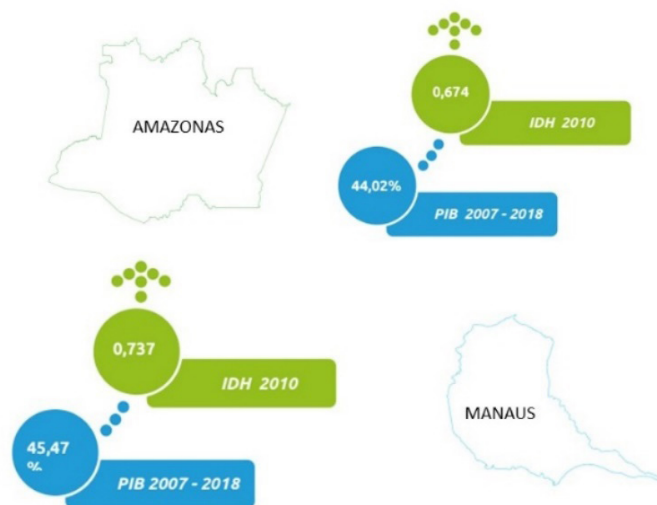 AMAZONAS
0,674
IDH 2010
44,02%
PIB 2007 - 2018
0,737
IDH 2010
45,47
%
PIB 2007 - 2018
MANAUS